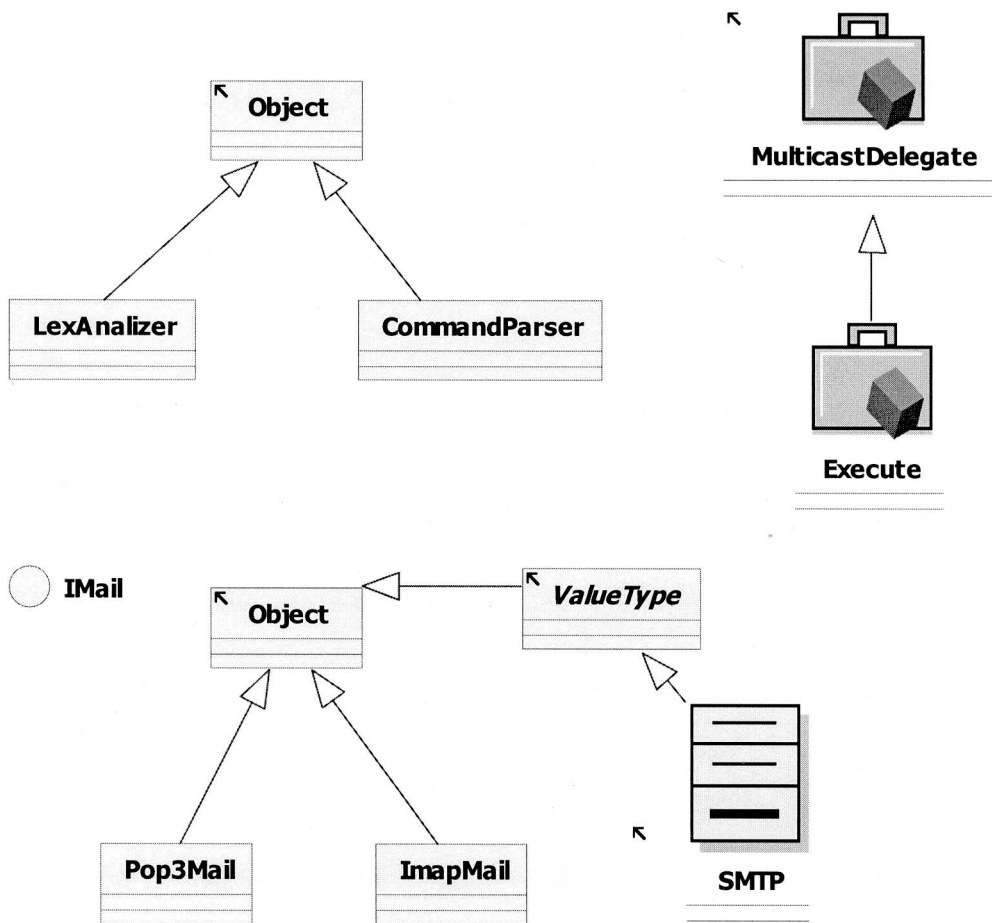 Object
MulticastDelegate
LexAnalizer
CommandParser
Execute
IMail
Object
ValueType
Pop3Mail
ImapMail
SMTP